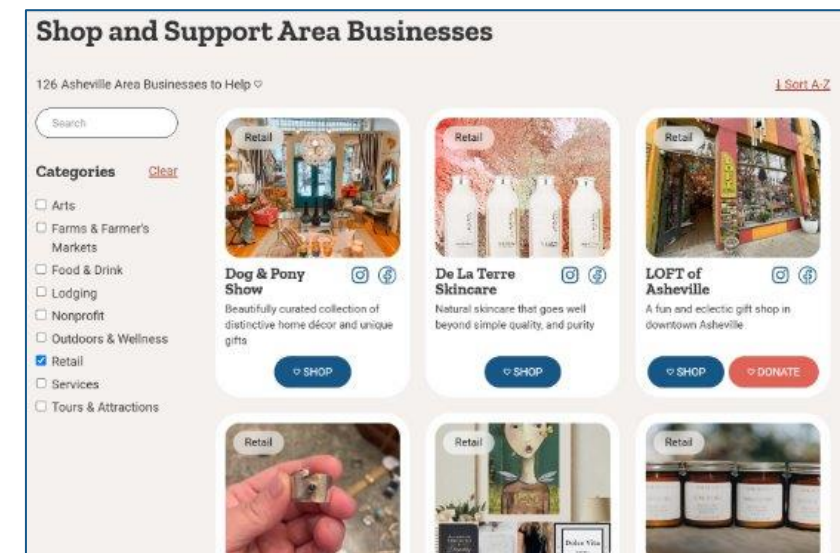 Shop and Support Area Businesses
126 Asheville Area Businesses to Help ♡
↓ Sort A-Z
Search
Categories
Clear
Arts
Farms & Farmer's
Markets
Food & Drink
Lodging
Nonprofit
Outdoors & Wellness
Retail
Services
Tours & Attractions
Retail
Dog & Pony
Show
Beautifully curated collection of
distinctive home décor and unique
gifts
♡ SHOP
Retail
De La Terre
Skincare
Natural skincare that goes well
beyond simple quality, and purity
♡ SHOP
Retail
LOFT of
Asheville
A fun and eclectic gift shop in
downtown Asheville
♡ SHOP
♡ DONATE
Retail
Retail
Dolce Vita
Retail